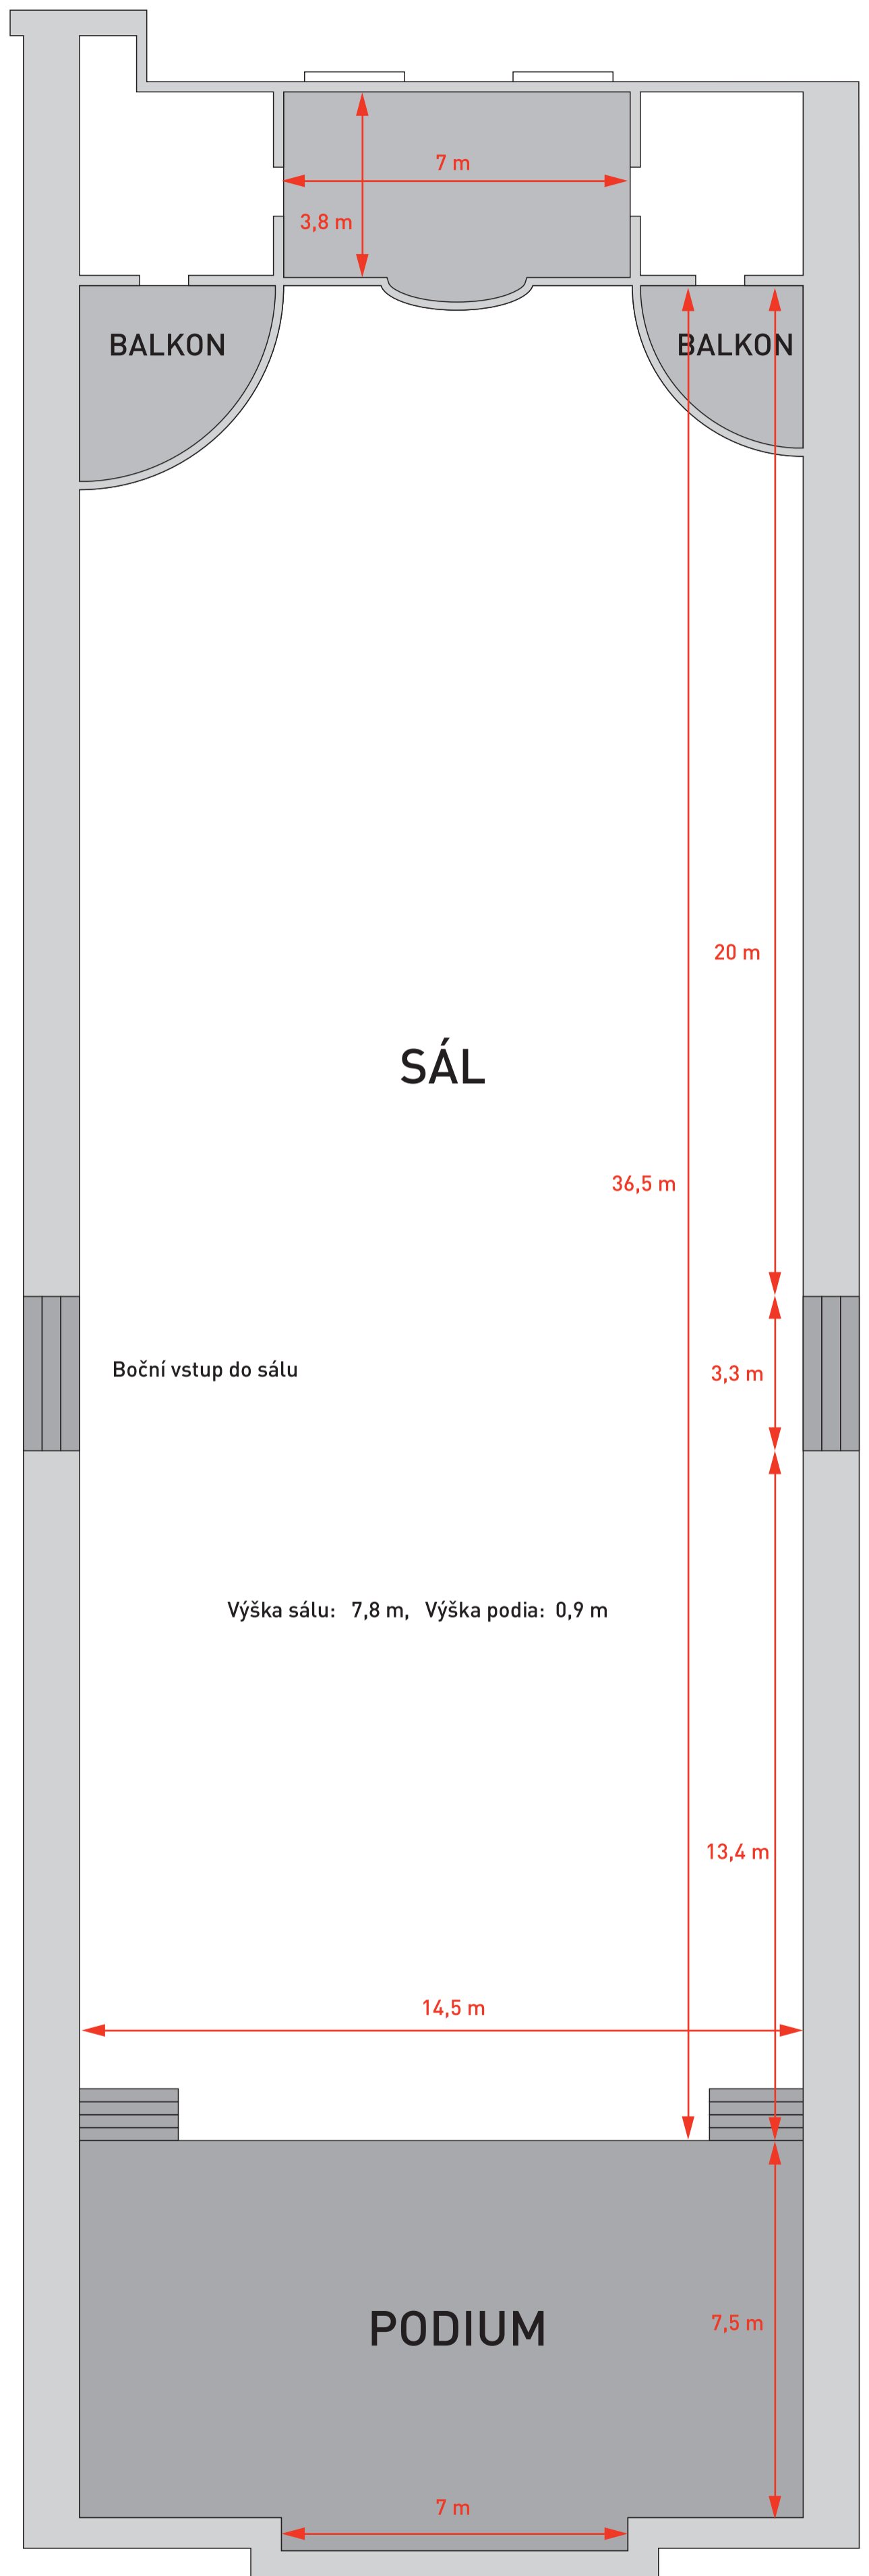 7 m
3,8 m
BALKON
BALKON
20 m
SÁL
36,5 m
Boční vstup do sálu
3,3 m
Výška sálu: 7,8 m, Výška podia: 0,9 m
13,4 m
14,5 m
PODIUM
7,5 m
7 m